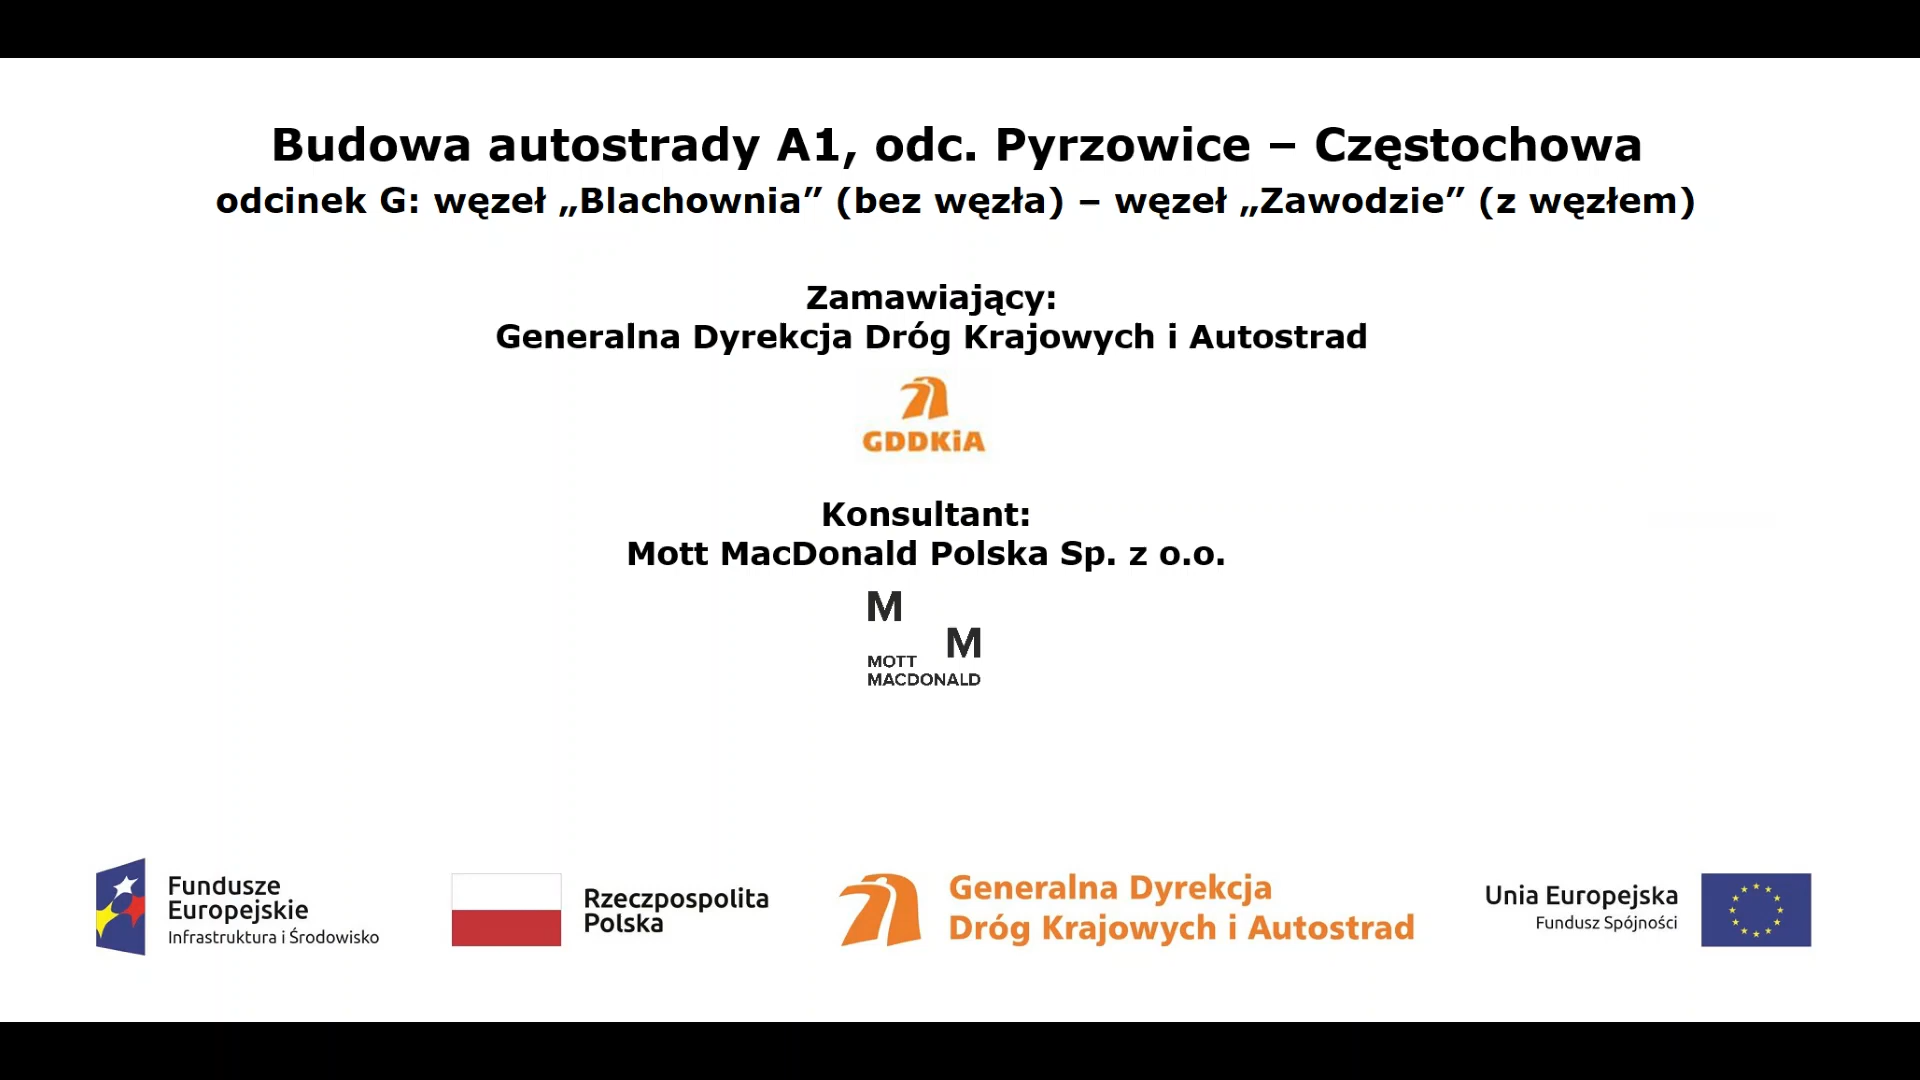 Budowa autostrady A1, odc. Pyrzowice – Częstochowa
odcinek G: węzeł „Blachownia” (bez węzła) – węzeł „Zawodzie” (z węzłem)
Zamawiający:
Generalna Dyrekcja Dróg Krajowych i Autostrad
GDDKiA
Konsultant:
Mott MacDonald Polska Sp. z o.o.
M
M
MOTT
MACDONALD
Fundusze
Europejskie
Infrastruktura i Środowisko
Rzeczpospolita
Polska
Generalna Dyrekcja
Dróg Krajowych i Autostrad
Unia Europejska
Fundusz Spójności